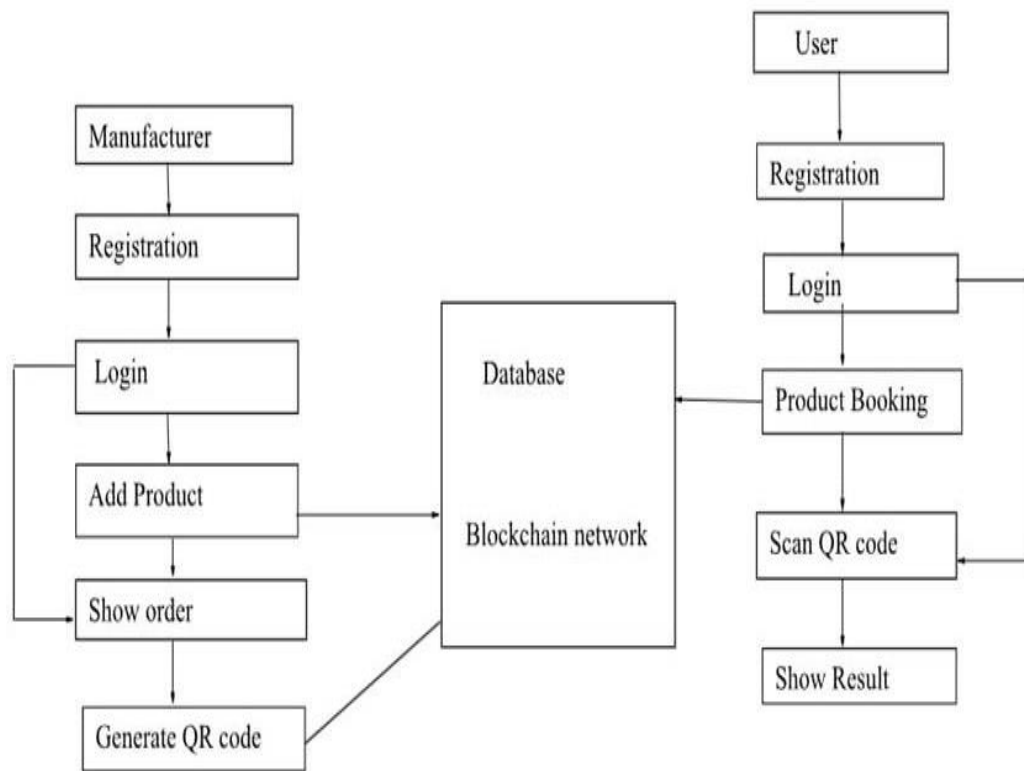 Manufacturer
Registration
Login
Add Product
Show order
Generate QR code
Database
Blockchain network
User
Registration
Login
Product Booking
Scan QR code
Show Result